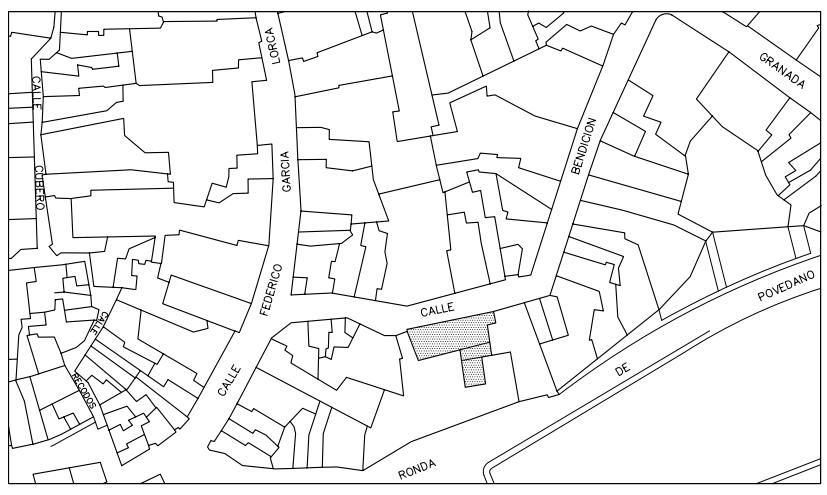 LORCA
GRANADA
CALLE
BENDICION
GARCIA
CUBERO
FEDERICO
POVEDANO
CALLE
CALLE
DE
CALLE
RECODOS
RONDA